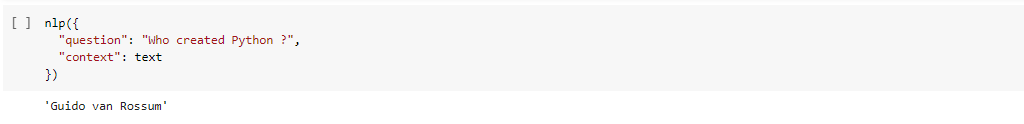 [ ] nlp({
"question": "Who created Python ?",
"context": text
})
'Guido van Rossum'